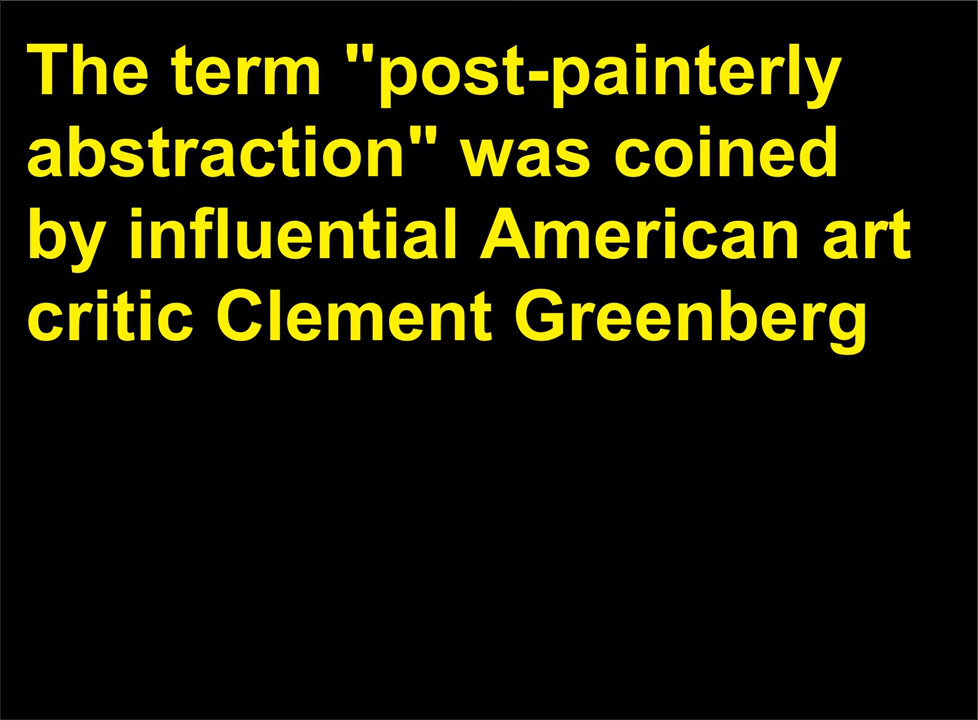 The term "post-painterly
abstraction" was coined
by influential American art
critic Clement Greenberg